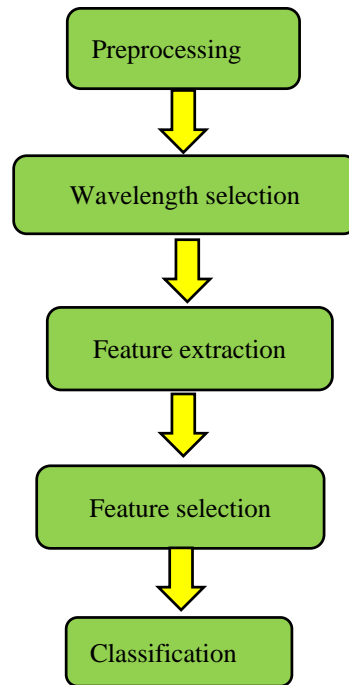 Preprocessing
Wavelength selection
Feature extraction
Feature selection
Classification